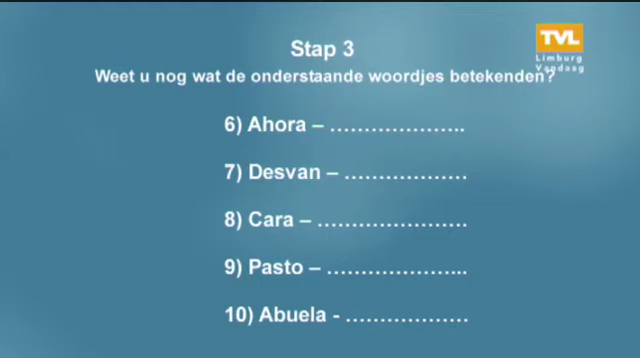 Stap 3
Weet u nog wat de onderstaande woordjes betekenden?
TVL
Limburg
Vandaag
6) Ahora – ………………..
7) Desvan – ………………
8) Cara – ………………….
9) Pasto – ………………...
10) Abuela - ………………